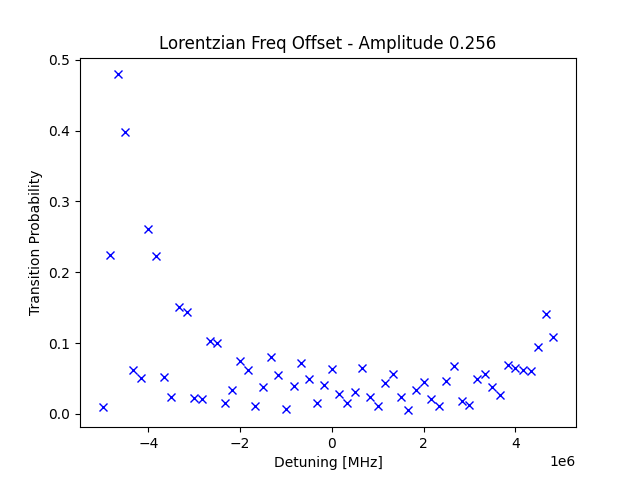 Lorentzian Freq Offset - Amplitude 0.256
0.5
0.4
0.3
0.2
0.1
0.0
Transition Probability
−4 −2 0 2 4
1e6
Detuning [MHz]